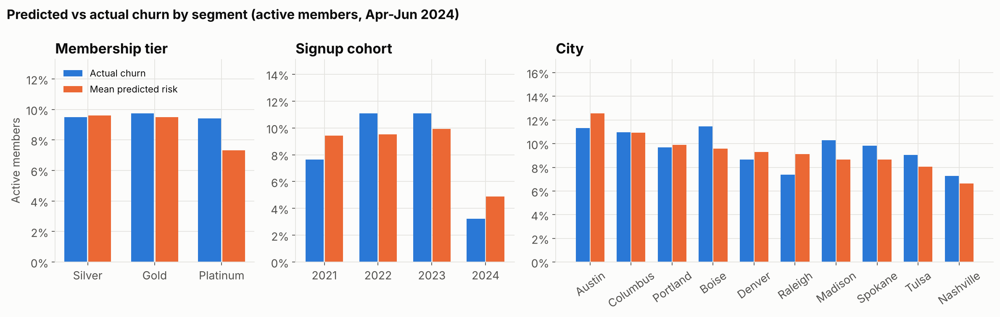 Predicted vs actual churn by segment (active members, Apr-Jun 2024)
Membership tier
Actual churn
Mean predicted risk
Active members
12%
10%
8%
6%
4%
2%
0%
Silver
Gold
Platinum
Signup cohort
14%
12%
10%
8%
6%
4%
2%
0%
2021
2022
2023
2024
City
16%
14%
12%
10%
8%
6%
4%
2%
0%
Austin
Columbus
Portland
Boise
Denver
Raleigh
Madison
Spokane
Tulsa
Nashville